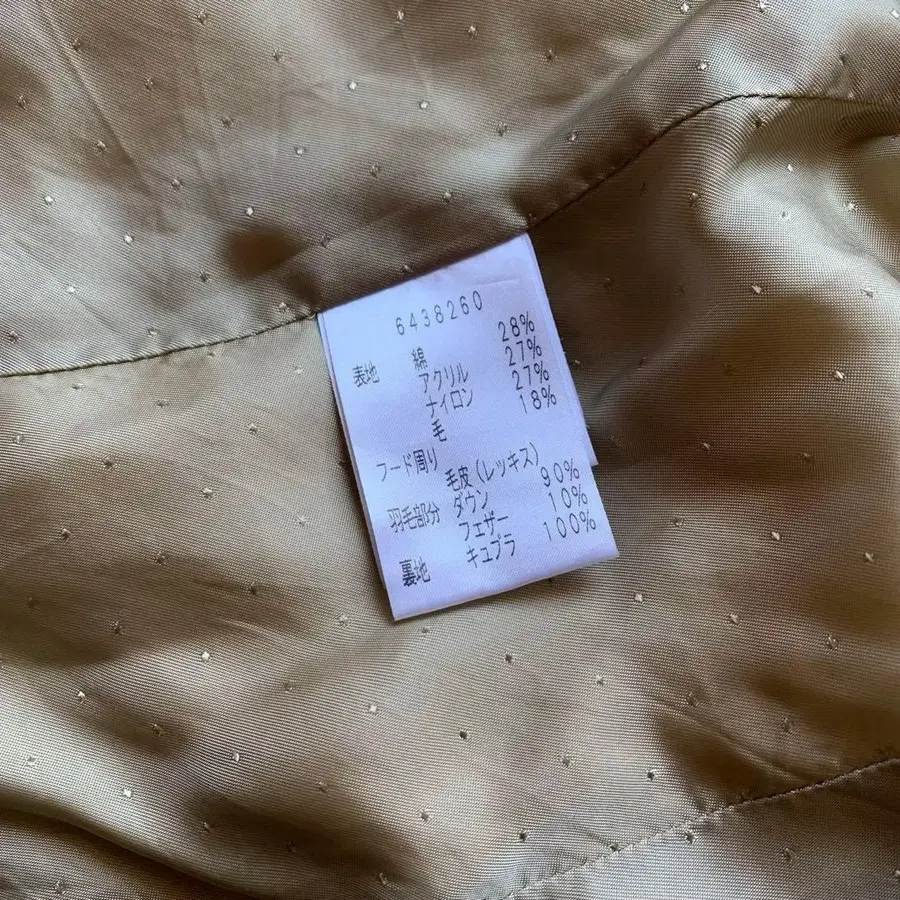 6438260
表地 綿 28%
アクリル 27%
ナイロン 27%
毛 18%
フード周り
毛皮(レッキス)
羽毛部分 ダウン 90%
フェザー 10%
裏地 キュプラ 100%